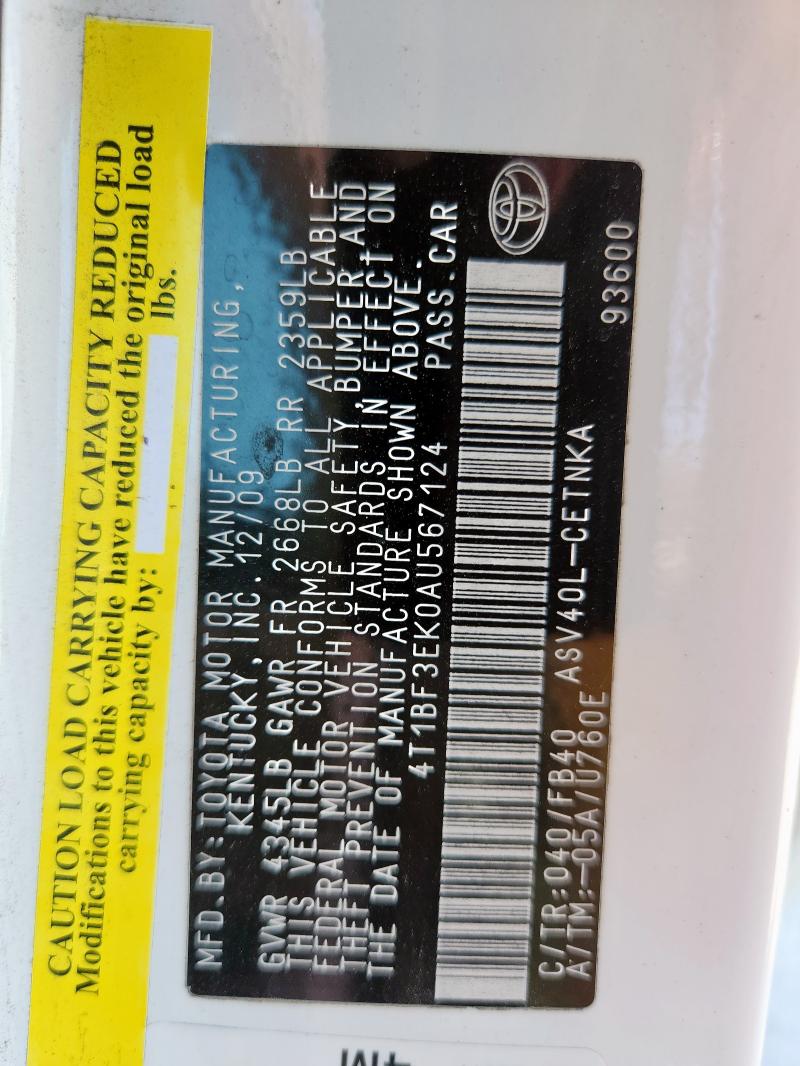 CAUTION LOAD CARRYING CAPACITY REDUCED
Modifications to this vehicle have reduced the original load
carrying capacity by: lbs.
MFD.BY:TOYOTA MOTOR MANUFACTURING,
KENTUCKY, INC.12/09
GVWR 4345LB GAWR FR 2668LB RR 2359LB
THIS VEHICLE CONFORMS TO ALL APPLICABLE
FEDERAL MOTOR VEHICLE SAFETY, BUMPER, AND
THEFT PREVENTION STANDARDS IN EFFECT ON
THE DATE OF MANUFACTURE SHOWN ABOVE.
4T1BF3EK0AU567124 PASS.CAR
C/TR:040/FB40 ASV40L-CETNKA
A/TM:-05A/U760E 93600